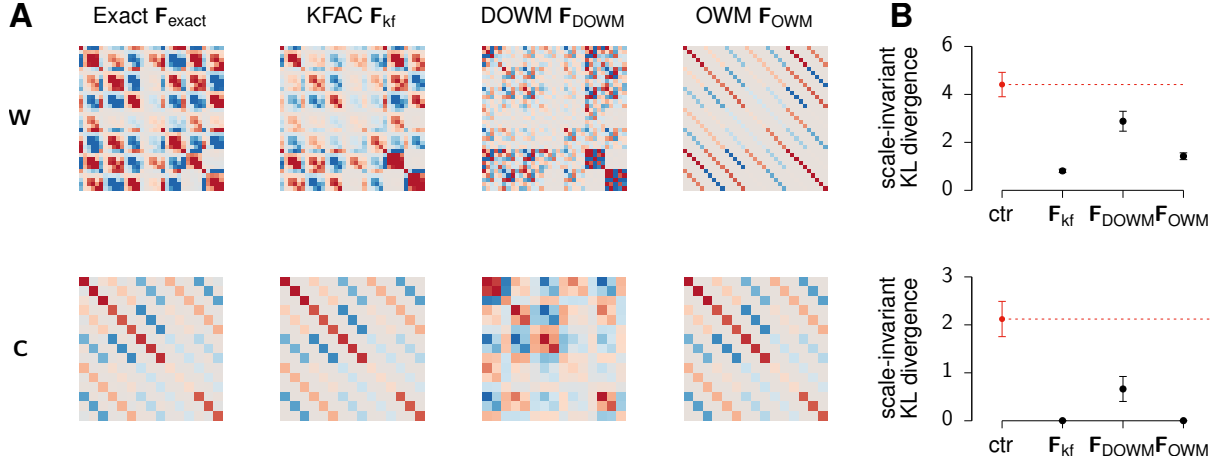 A
Exact F_exact
KFAC F_kf
DOWM F_DOWM
OWM F_OWM
B
W
scale-invariant
KL divergence
6
4
2
0
ctr
F_kf
F_DOWM
F_OWM
C
scale-invariant
KL divergence
3
2
1
0
ctr
F_kf
F_DOWM
F_OWM